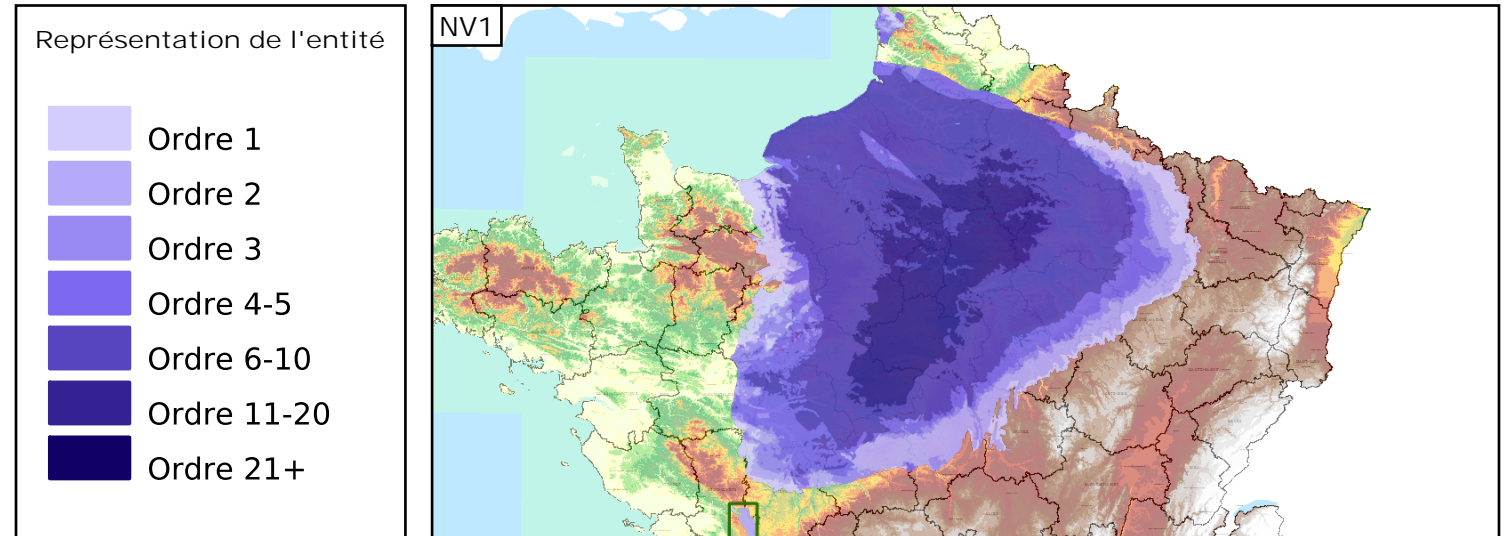 Représentation de l'entité
Ordre 1
Ordre 2
Ordre 3
Ordre 4-5
Ordre 6-10
Ordre 11-20
Ordre 21+
NV1